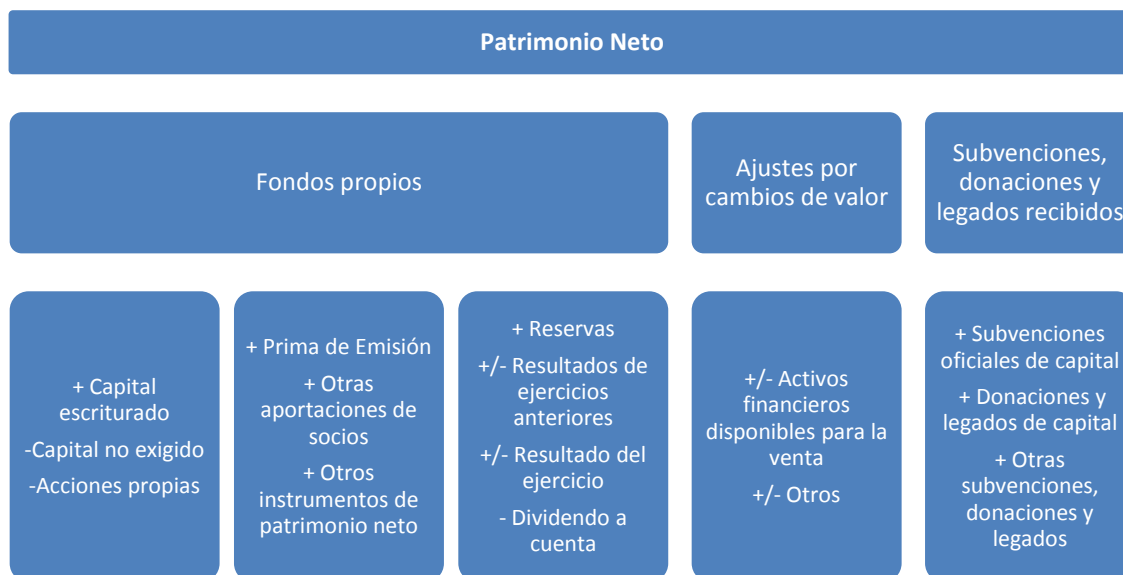 Patrimonio Neto
Fondos propios
Ajustes por
cambios de valor
Subvenciones,
donaciones y
legados recibidos
+ Capital
escriturado
-Capital no exigido
-Acciones propias
+ Prima de Emisión
+ Otras
aportaciones de
socios
+ Otros
instrumentos de
patrimonio neto
+ Reservas
+/- Resultados de
ejercicios
anteriores
+/- Resultado del
ejercicio
- Dividendo a
cuenta
+/- Activos
financieros
disponibles para la
venta
+/- Otros
+ Subvenciones
oficiales de capital
+ Donaciones y
legados de capital
+ Otras
subvenciones,
donaciones y
legados